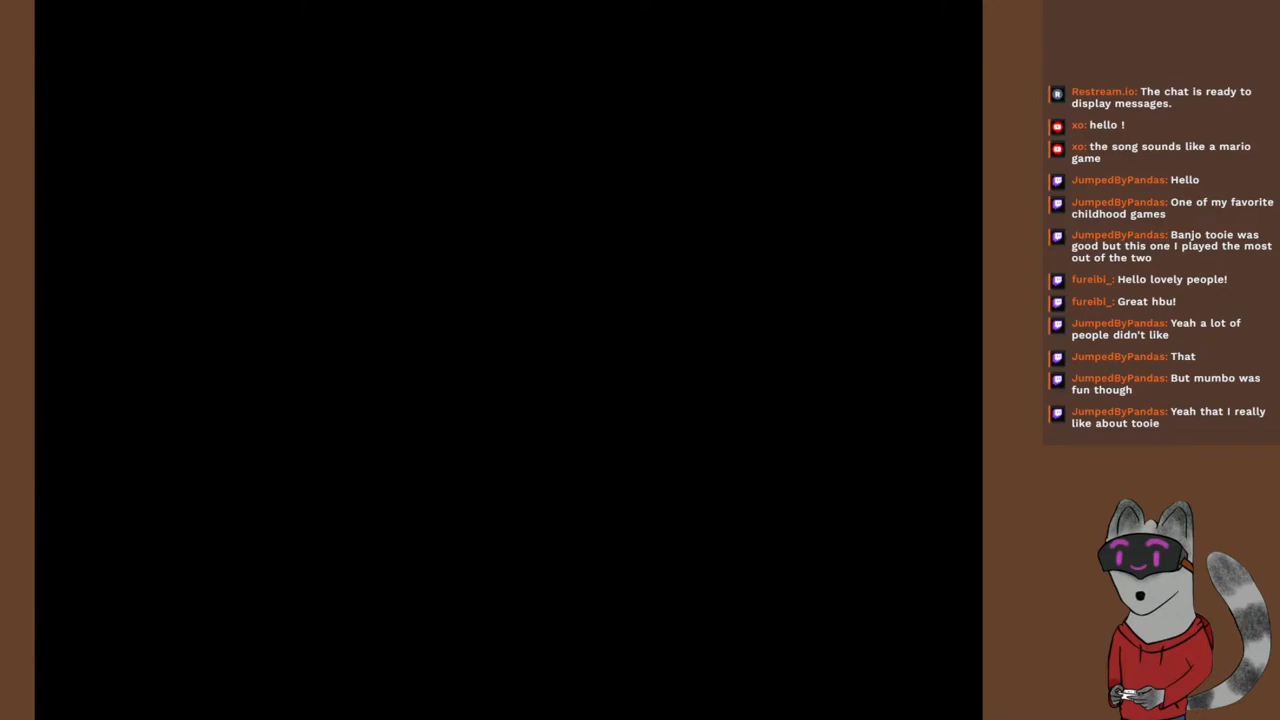 Restream.io: The chat is ready to
display messages.
xo: hello !
xo: the song sounds like a mario
game
JumpedByPandas: Hello
JumpedByPandas: One of my favorite
childhood games
JumpedByPandas: Banjo tooie was
good but this one I played the most
out of the two
fureibi_: Hello lovely people!
fureibi_: Great hbu!
JumpedByPandas: Yeah a lot of
people didn't like
JumpedByPandas: That
JumpedByPandas: But mumbo was
fun though
JumpedByPandas: Yeah that I really
like about tooie